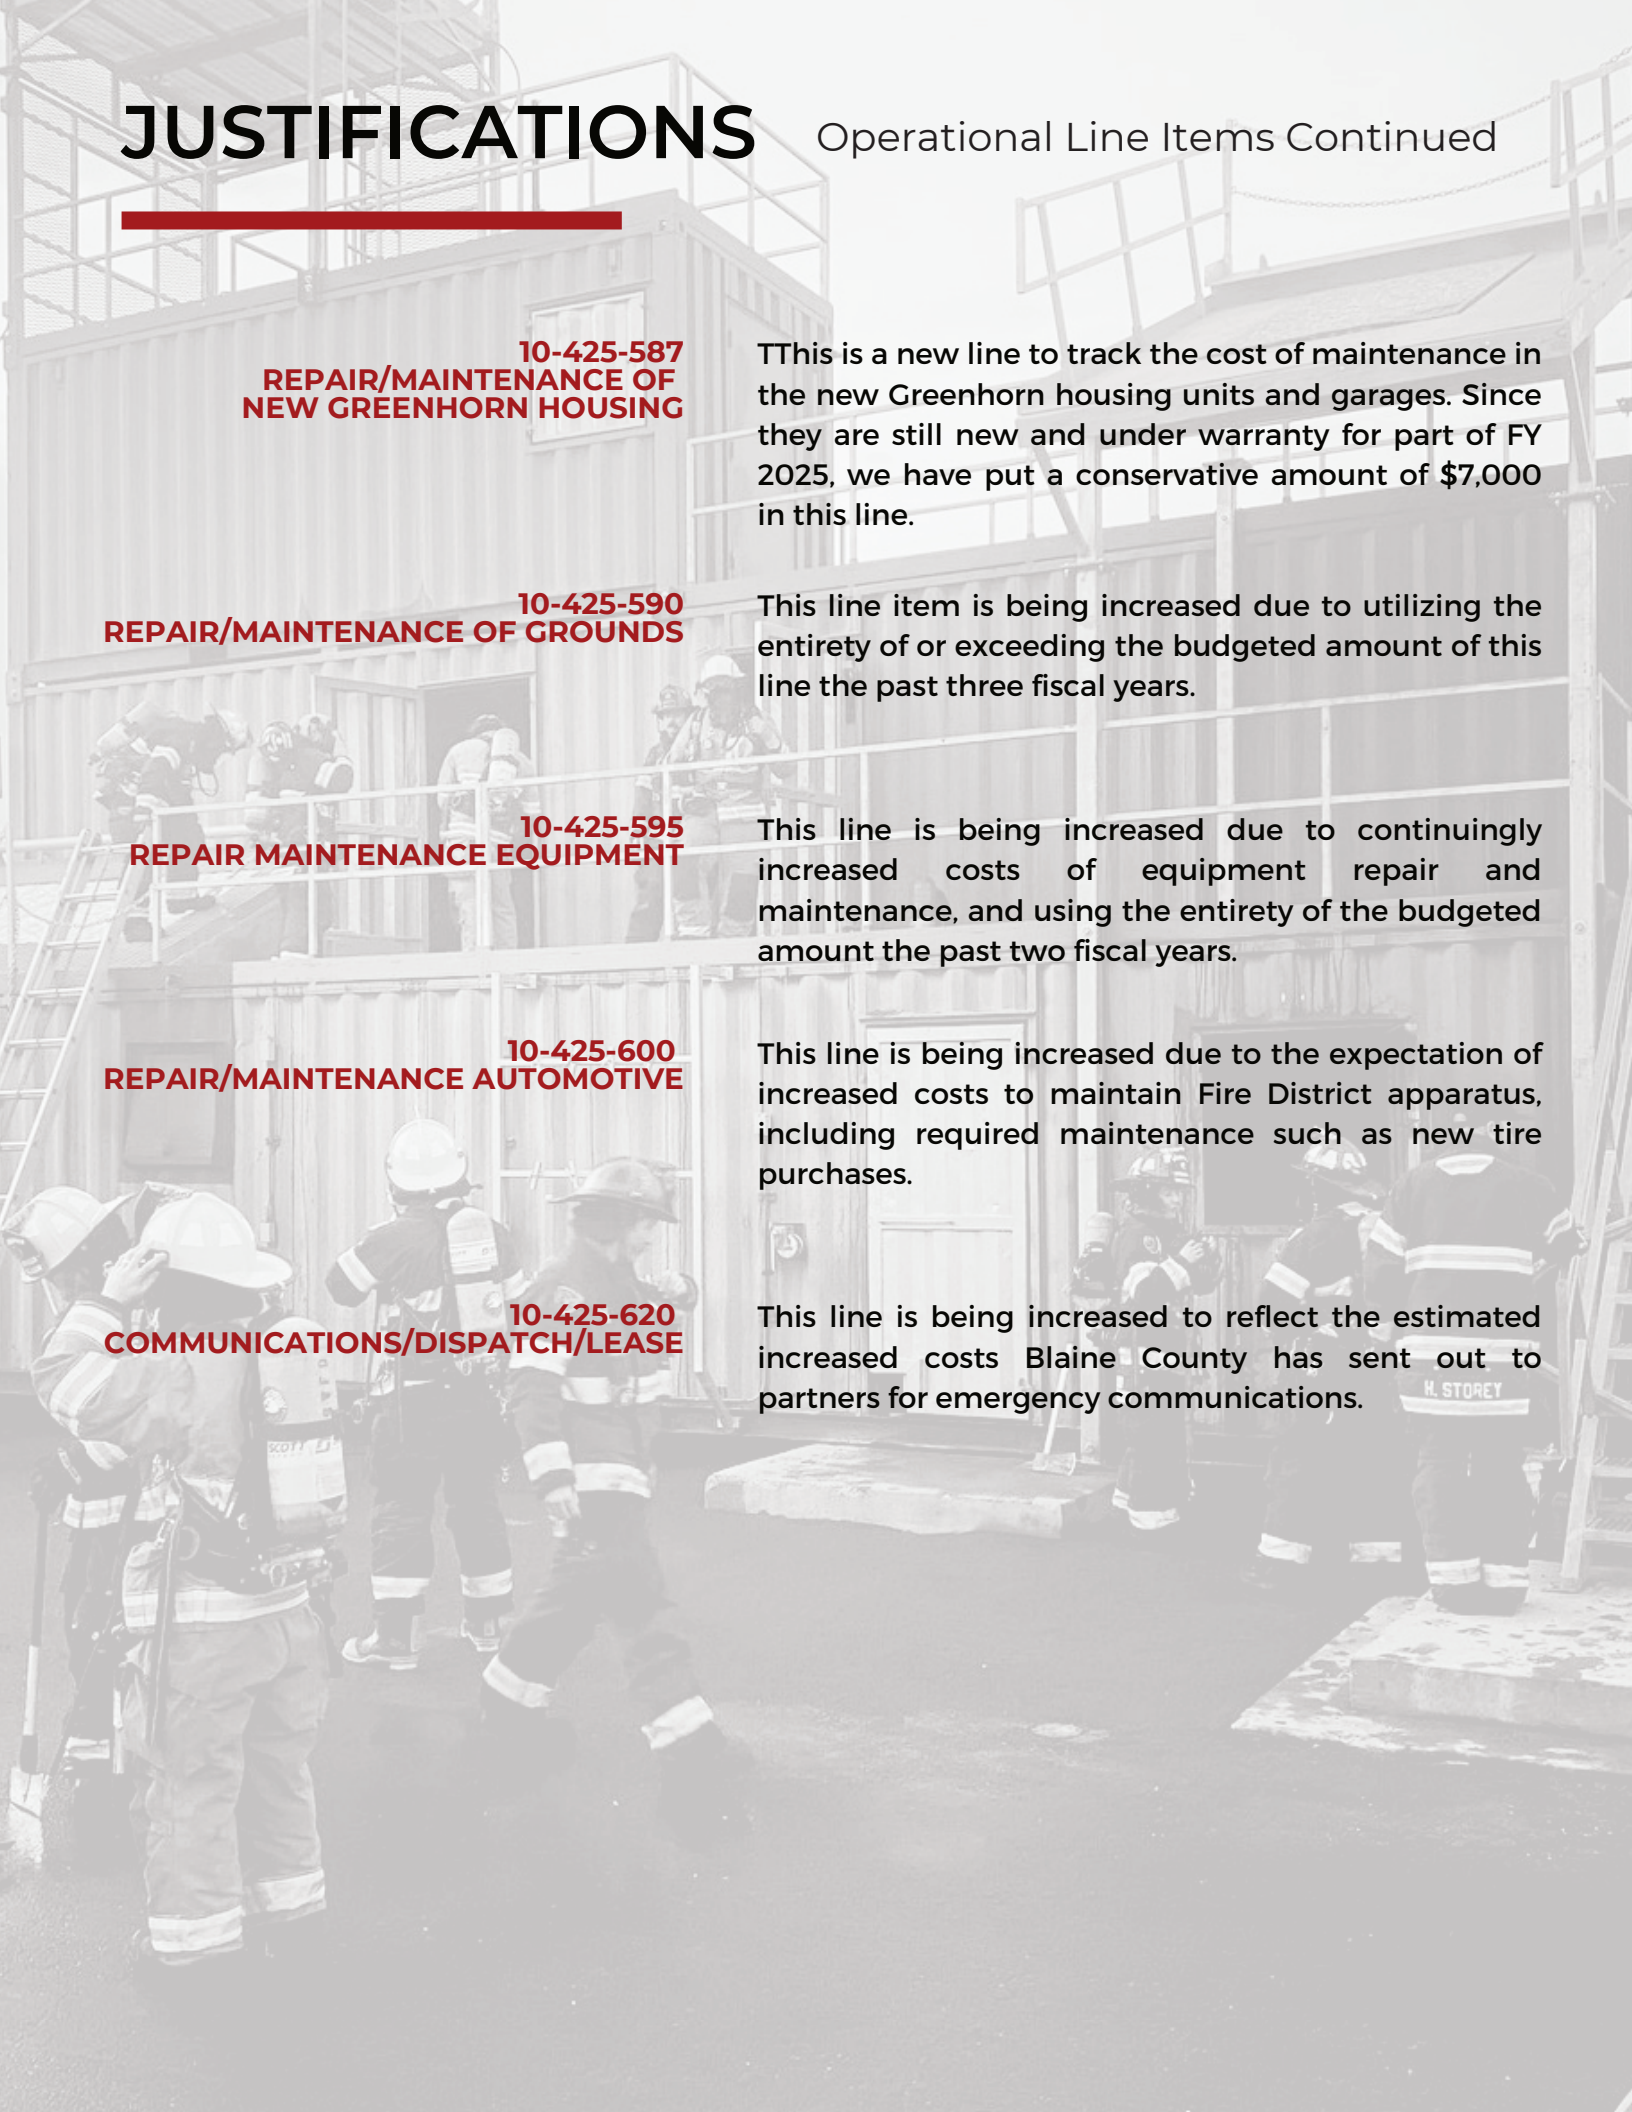 JUSTIFICATIONS
Operational Line Items Continued
10-425-587
REPAIR/MAINTENANCE OF
NEW GREENHORN HOUSING
TThis is a new line to track the cost of maintenance in
the new Greenhorn housing units and garages. Since
they are still new and under warranty for part of FY
2025, we have put a conservative amount of $7,000
in this line.
10-425-590
REPAIR/MAINTENANCE OF GROUNDS
This line item is being increased due to utilizing the
entirety of or exceeding the budgeted amount of this
line the past three fiscal years.
10-425-595
REPAIR MAINTENANCE EQUIPMENT
This line is being increased due to continuingly
increased costs of equipment repair and
maintenance, and using the entirety of the budgeted
amount the past two fiscal years.
10-425-600
REPAIR/MAINTENANCE AUTOMOTIVE
This line is being increased due to the expectation of
increased costs to maintain Fire District apparatus,
including required maintenance such as new tire
purchases.
10-425-620
COMMUNICATIONS/DISPATCH/LEASE
This line is being increased to reflect the estimated
increased costs Blaine County has sent out to
partners for emergency communications.
H. STOREY
SCOTT